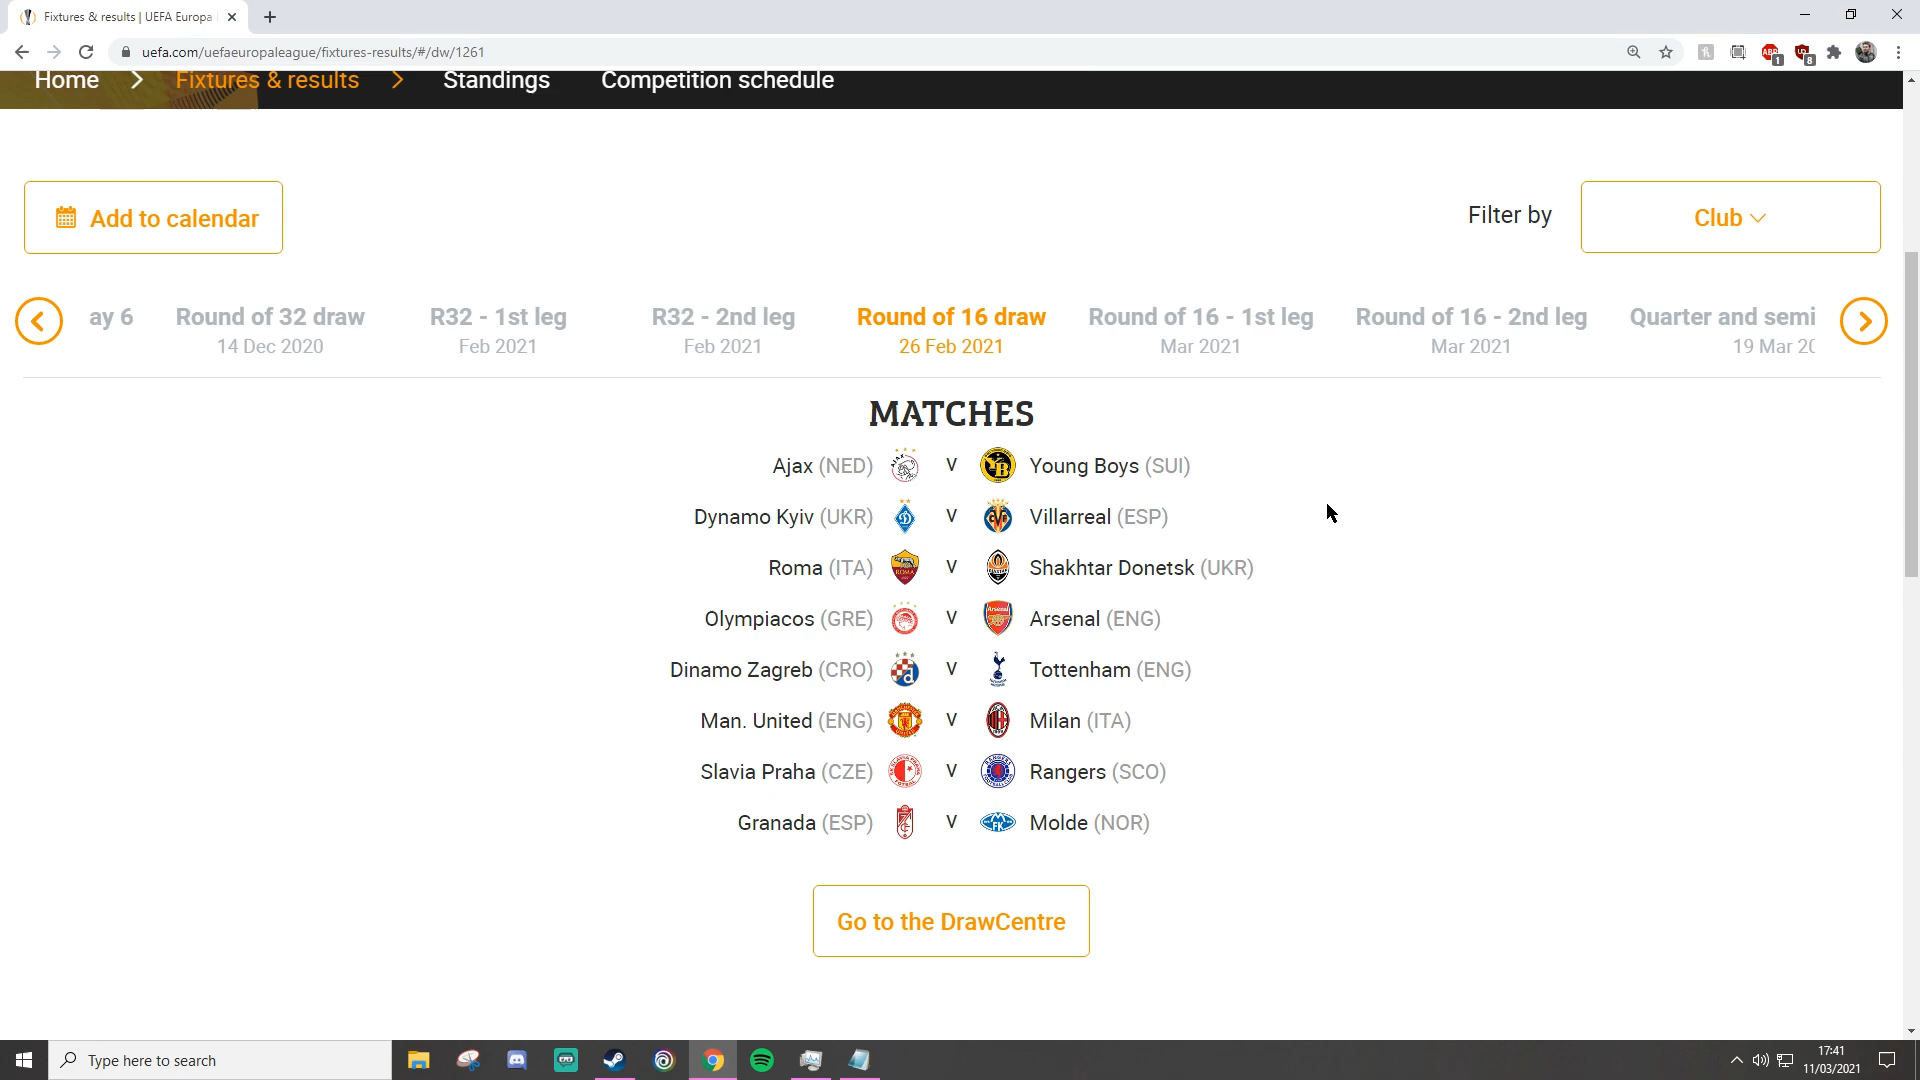 Fixtures & results | UEFA Europa
uefa.com/uefaeuropaleague/fixtures-results/#/dw/1261
ABP 1 8
Home Fixtures & results Standings Competition schedule
Add to calendar
Filter by Club
ay 6 Round of 32 draw R32 - 1st leg R32 - 2nd leg Round of 16 draw Round of 16 - 1st leg Round of 16 - 2nd leg Quarter and semi
14 Dec 2020 Feb 2021 Feb 2021 26 Feb 2021 Mar 2021 Mar 2021 19 Mar 20
MATCHES
Ajax (NED) V Young Boys (SUI)
Dynamo Kyiv (UKR) V Villarreal (ESP)
Roma (ITA) V Shakhtar Donetsk (UKR)
Olympiacos (GRE) V Arsenal (ENG)
Dinamo Zagreb (CRO) V Tottenham (ENG)
Man. United (ENG) V Milan (ITA)
Slavia Praha (CZE) V Rangers (SCO)
Granada (ESP) V Molde (NOR)
Go to the DrawCentre
Type here to search
17:41
11/03/2021